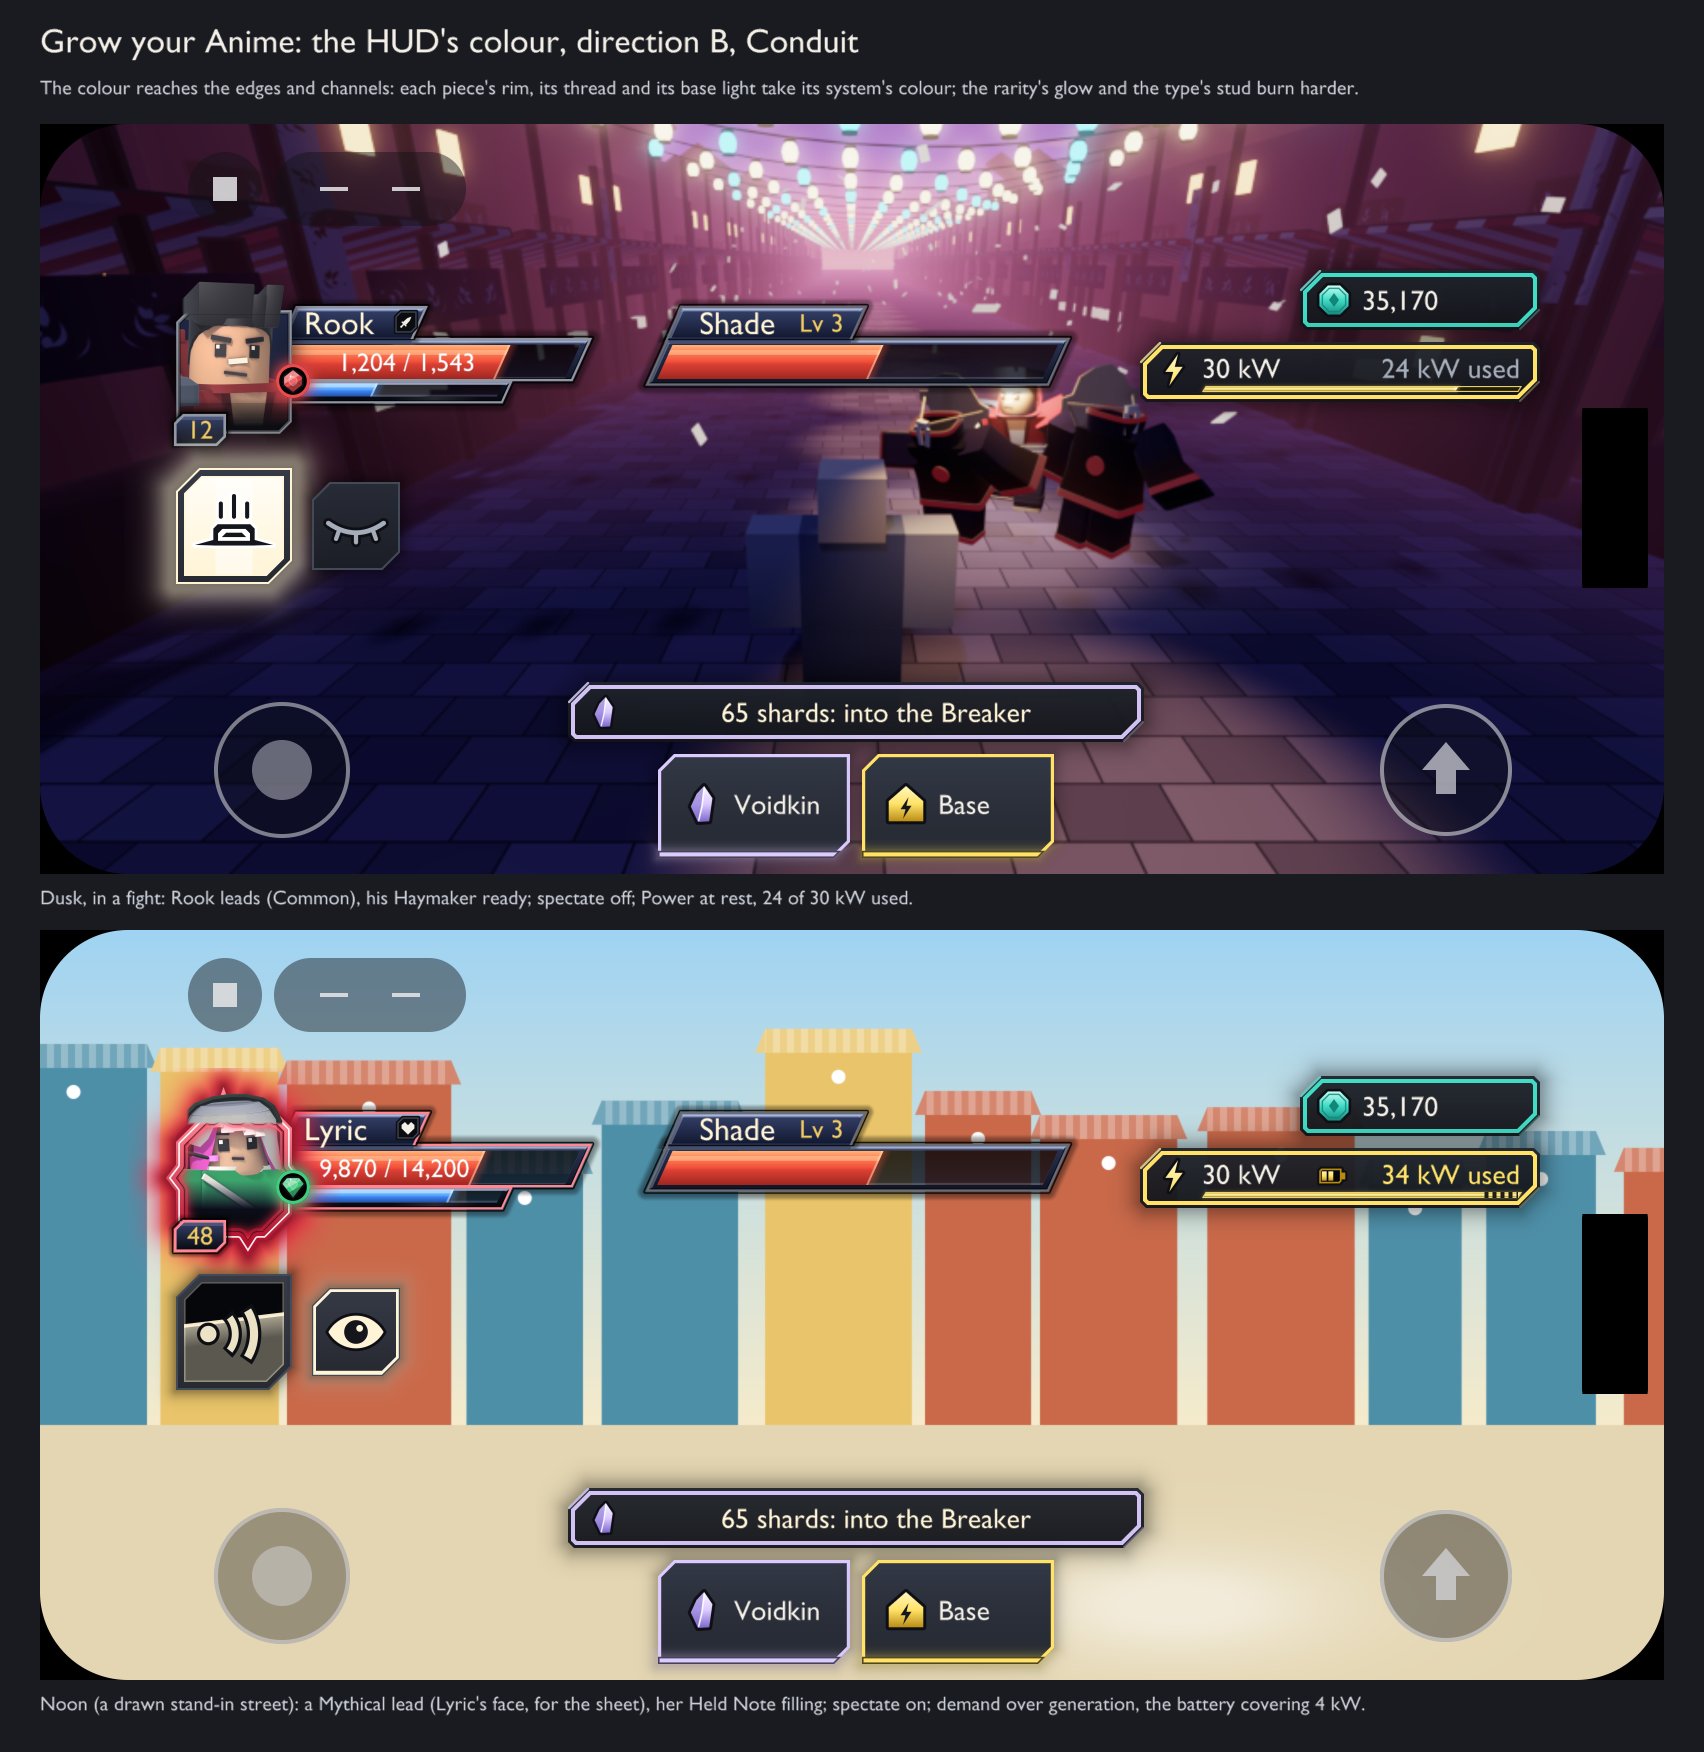 Grow your Anime: the HUD's colour, direction B, Conduit
The colour reaches the edges and channels: each piece's rim, its thread and its base light take its system's colour; the rarity's glow and the type's stud burn harder.
Rook
1,204 / 1,543
12
Shade Lv 3
35,170
30 kW 24 kW used
65 shards: into the Breaker
Voidkin
Base
Dusk, in a fight: Rook leads (Common), his Haymaker ready; spectate off; Power at rest, 24 of 30 kW used.
Lyric
9,870 / 14,200
48
Shade Lv 3
35,170
30 kW 34 kW used
65 shards: into the Breaker
Voidkin
Base
Noon (a drawn stand-in street): a Mythical lead (Lyric's face, for the sheet), her Held Note filling; spectate on; demand over generation, the battery covering 4 kW.